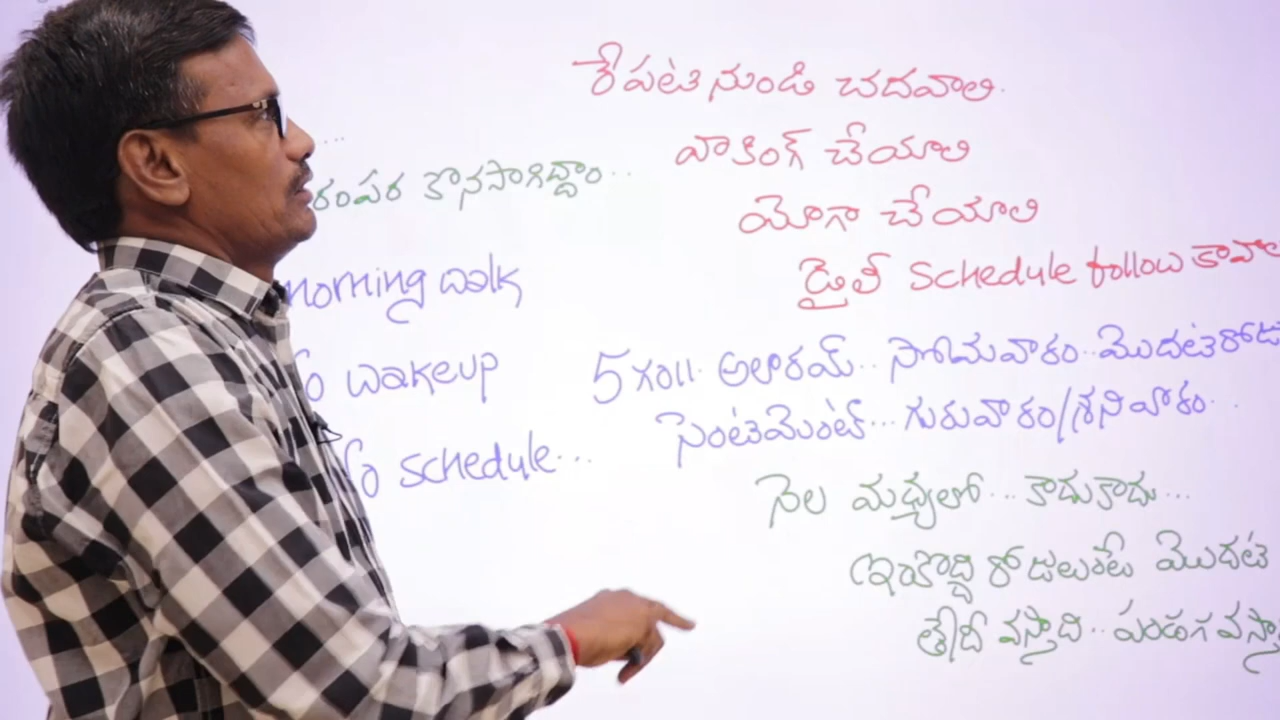 రేపటి నుండి చదవాలి.
వాకింగ్ చేయాలి
యోగా చేయాలి
డైలీ schedule follow కావాల
5 గం॥ అలారమ్.. సోమవారం.. మొదటిరోజు
సెంటిమెంట్... గురువారం/శనివారం..
నెల మధ్యలో... కాదుకాదు...
ఇంకొద్ది రోజులుంటే మొదటి
తేదీ వస్తాది.. పండుగ వస్తా
...
రంపర కొనసాగిద్దాం...
morning walk
wakeup
schedule...